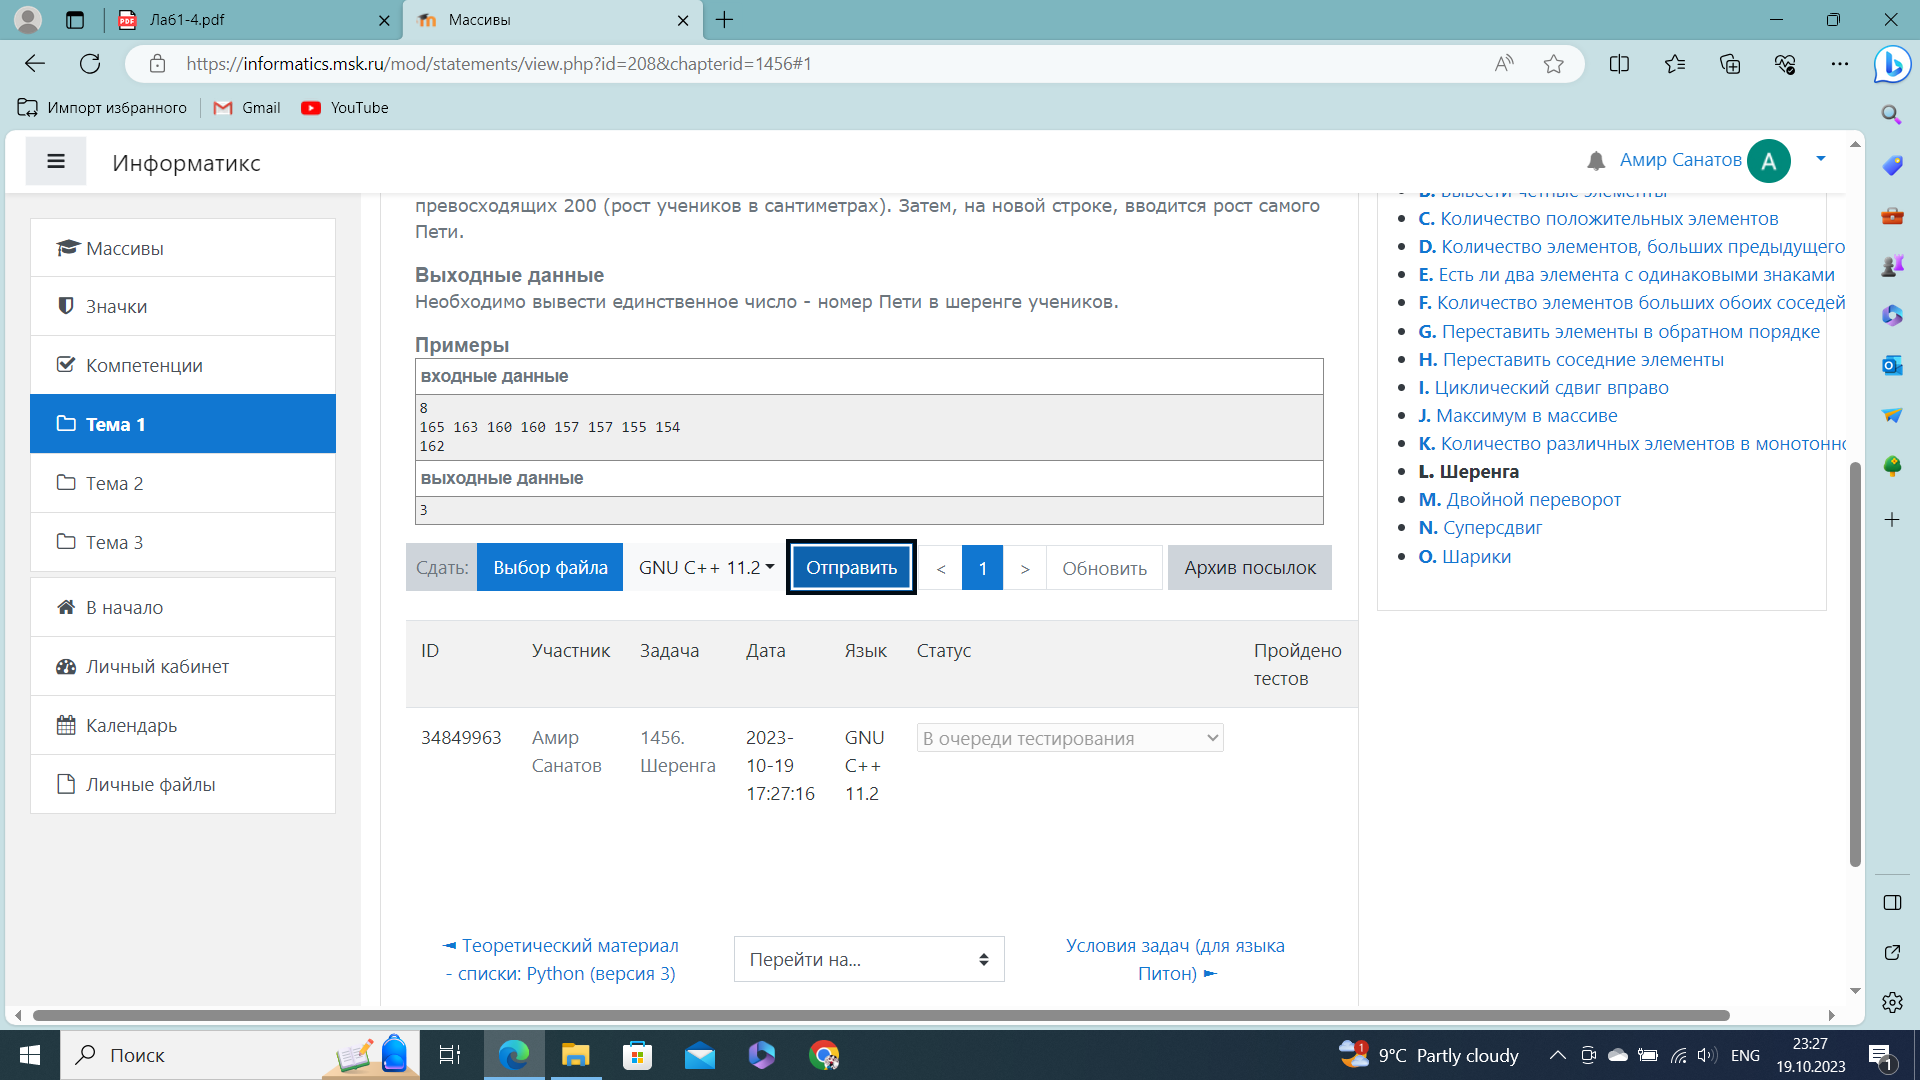 Ла61-4.pdf
Массивы
https://informatics.msk.ru/mod/statements/view.php?id=208&chapterid=1456#1
Импорт избранного
Gmail
YouTube
Информатикс
Амир Санатов
A
Массивы
Значки
Компетенции
Тема 1
Тема 2
Тема 3
В начало
Личный кабинет
Календарь
Личные файлы
превосходящих 200 (рост учеников в сантиметрах). Затем, на новой строке, вводится рост самого
Пети.
Выходные данные
Необходимо вывести единственное число - номер Пети в шеренге учеников.
Примеры
входные данные
8
165 163 160 160 157 157 155 154
162
выходные данные
3
Сдать:
Выбор файла
GNU C++ 11.2
Отправить
<
1
>
Обновить
Архив посылок
ID
Участник
Задача
Дата
Язык
Статус
Пройдено
тестов
34849963
Амир
Санатов
1456.
Шеренга
2023-
10-19
17:27:16
GNU
C++
11.2
В очереди тестирования
◄ Теоретический материал
- списки: Python (версия 3)
Перейти на...
Условия задач (для языка
Питон) ►
B. Вывести четные элементы
C. Количество положительных элементов
D. Количество элементов, больших предыдущего
E. Есть ли два элемента с одинаковыми знаками
F. Количество элементов больших обоих соседей
G. Переставить элементы в обратном порядке
H. Переставить соседние элементы
I. Циклический сдвиг вправо
J. Максимум в массиве
K. Количество различных элементов в монотонно
L. Шеренга
M. Двойной переворот
N. Суперсдвиг
O. Шарики
Поиск
1
9°C Partly cloudy
ENG
23:27
19.10.2023
1